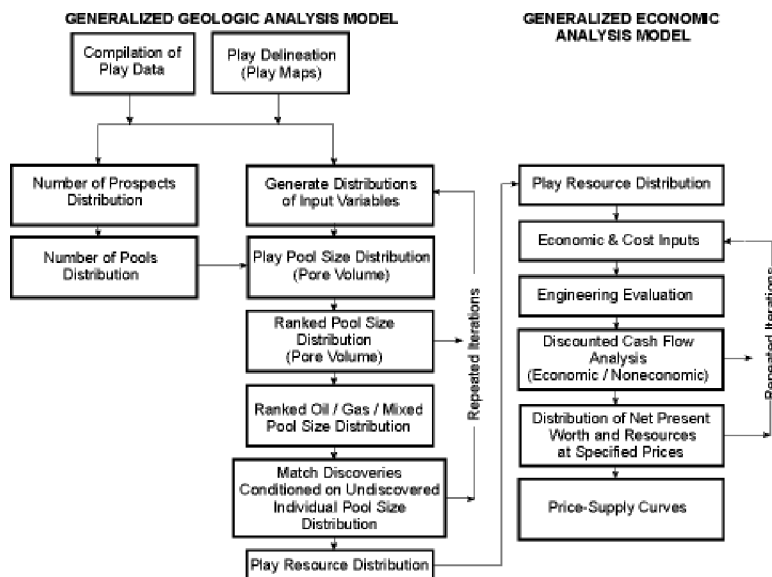 GENERALIZED GEOLOGIC ANALYSIS MODEL
Compilation of
Play Data
Play Delineation
(Play Maps)
Number of Prospects
Distribution
Generate Distributions
of Input Variables
Number of Pools
Distribution
Play Pool Size Distribution
(Pore Volume)
Ranked Pool Size
Distribution
(Pore Volume)
Repeated Iterations
Ranked Oil / Gas / Mixed
Pool Size Distribution
Match Discoveries
Conditioned on Undiscovered
Individual Pool Size
Distribution
Play Resource Distribution
GENERALIZED ECONOMIC
ANALYSIS MODEL
Play Resource Distribution
Economic & Cost Inputs
Engineering Evaluation
Discounted Cash Flow
Analysis
(Economic / Noneconomic)
Repeated Iterations
Distribution of Net Present
Worth and Resources
at Specified Prices
Price-Supply Curves